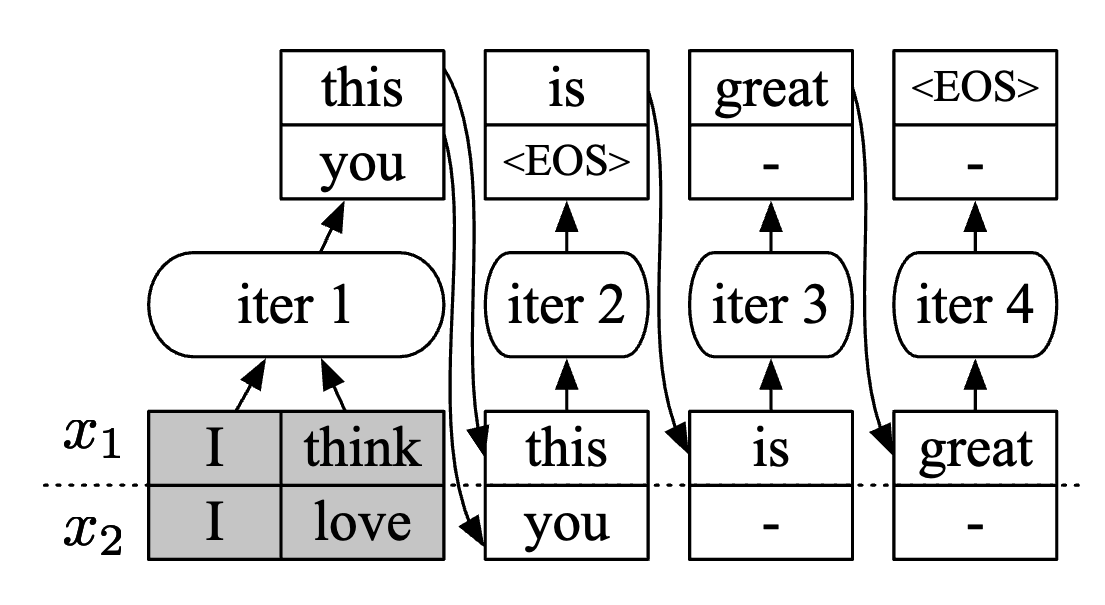 this is great <EOS>
you <EOS> - -
iter 1 iter 2 iter 3 iter 4
x₁ I think this is great
x₂ I love you - -